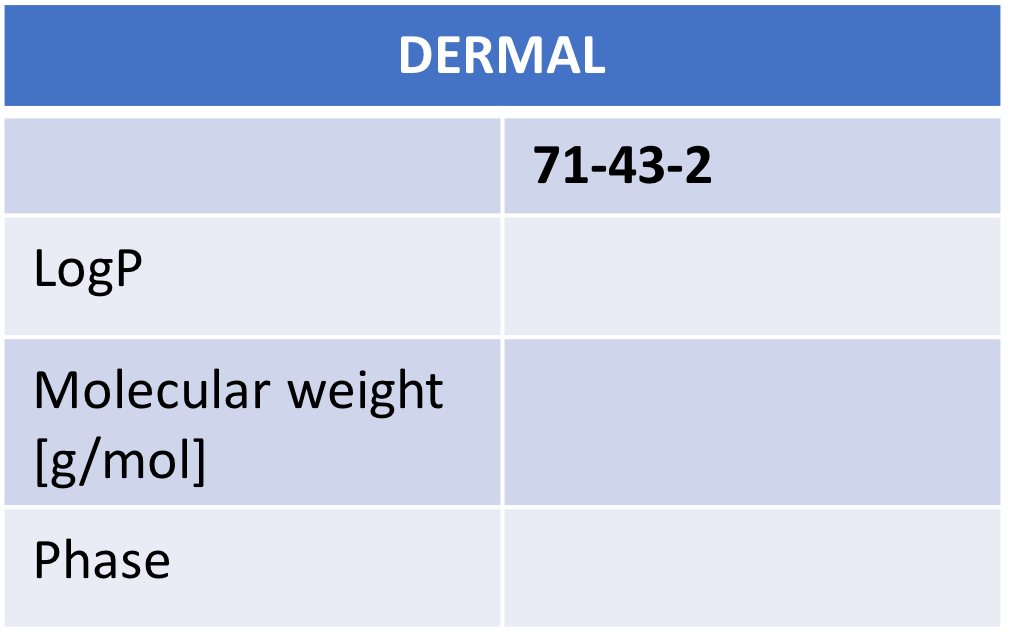 DERMAL
71-43-2
LogP
Molecular weight
[g/mol]
Phase